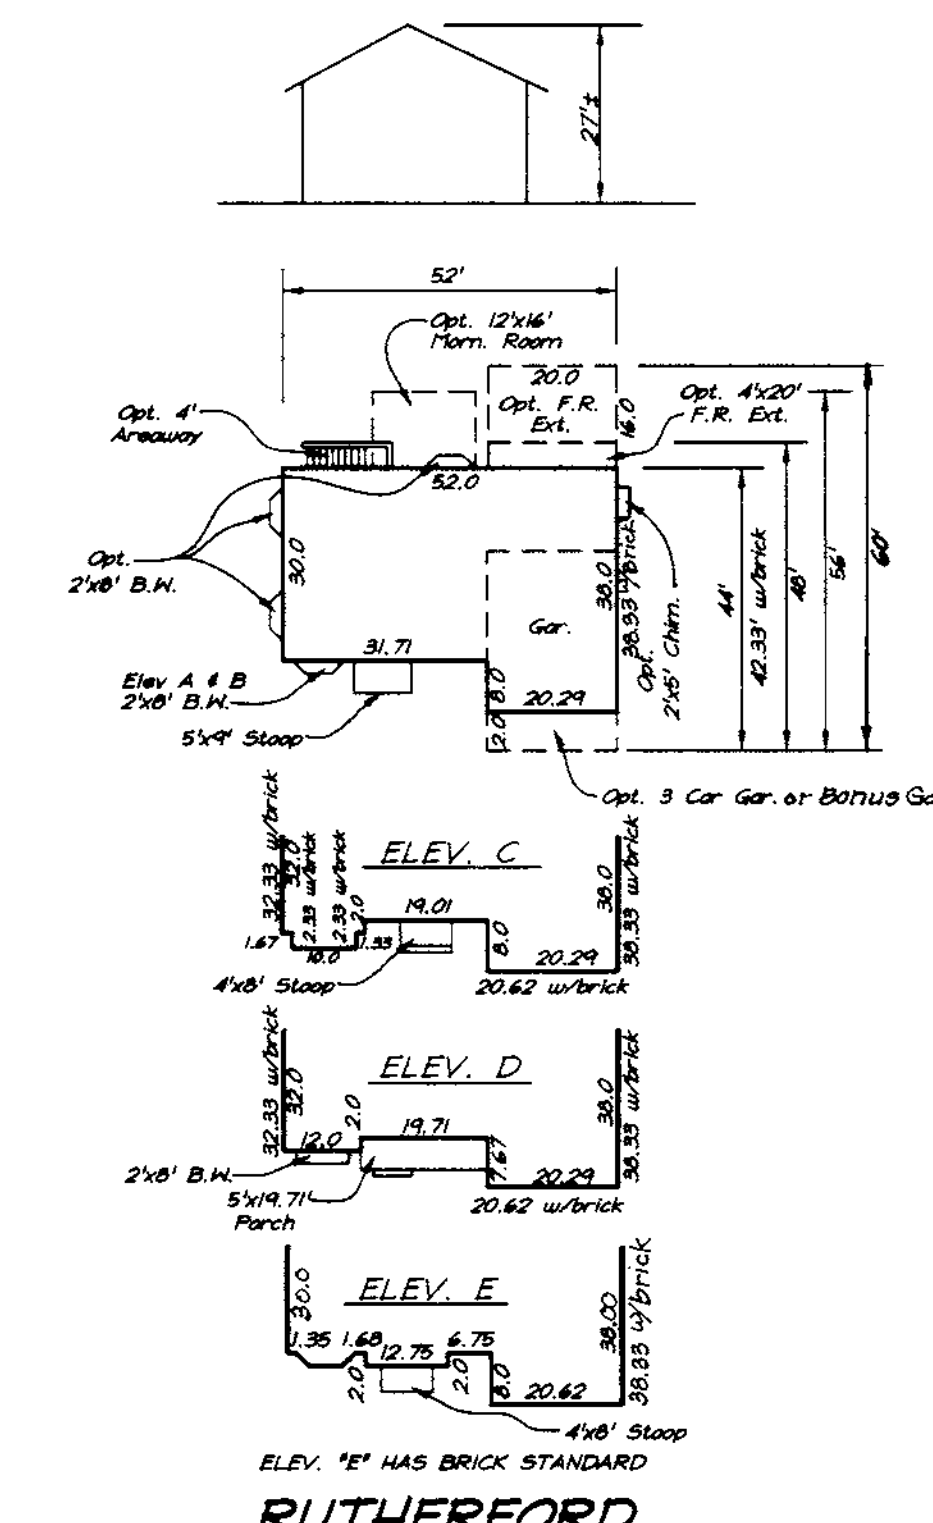 27'±
52'
Opt. 12'x16'
Morn. Room
20.0
Opt. F.R.
Ext.
16.0
Opt. 4'x20'
F.R. Ext.
Opt. 4'
Areaway
52.0
Opt.
2'x8' B.W.
30.0
38.0
38.33 w/brick
Opt.
2'x5' Chim.
44'
42.33' w/brick
48'
56'
60'
Gar.
31.71
Elev A & B
2'x8' B.W.
5'x9' Stoop
8.0
2.0
20.29
Opt. 3 Car Gar. or Bonus Ga
ELEV. C
32.33 w/brick
32.0
2.33 w/brick
2.33 w/brick
2.0
1.67
10.0
1.33
19.01
4'x8' Stoop
8.0
20.29
20.62 w/brick
38.0
38.33 w/brick
ELEV. D
32.33 w/brick
32.0
2.0
12.0
19.71
2'x8' B.W.
5'x19.71'
Porch
7.67
20.29
20.62 w/brick
38.0
38.33 w/brick
ELEV. E
30.0
1.35
1.68
12.75
6.75
2.0
2.0
8.0
20.62
38.00
38.33 w/brick
4'x8' Stoop
ELEV. "E" HAS BRICK STANDARD
RUTHERFORD